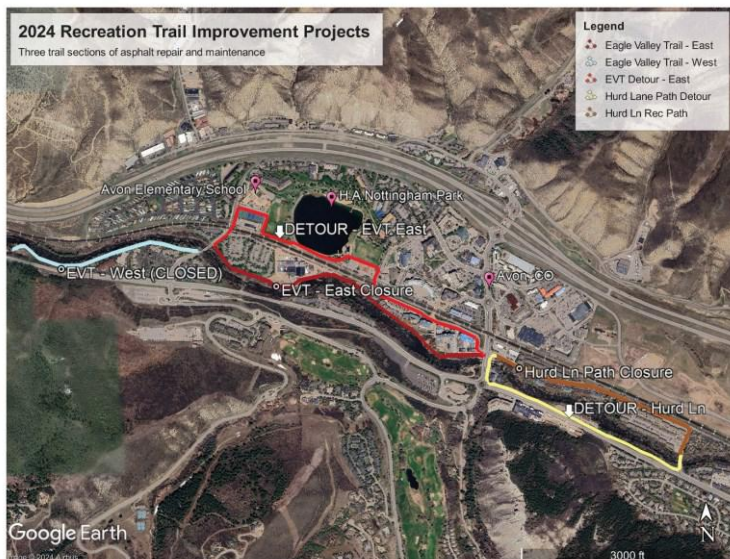 2024 Recreation Trail Improvement Projects
Three trail sections of asphalt repair and maintenance
Legend
Eagle Valley Trail - East
Eagle Valley Trail - West
EVT Detour - East
Hurd Lane Path Detour
Hurd Ln Rec Path
Avon Elementary School
H.A.Nottingham Park
DETOUR - EVT East
EVT - West (CLOSED)
EVT - East Closure
Avon, CO
Hurd Ln Path Closure
DETOUR - Hurd Ln
Google Earth
© 2024 Airbus
3000 ft
N